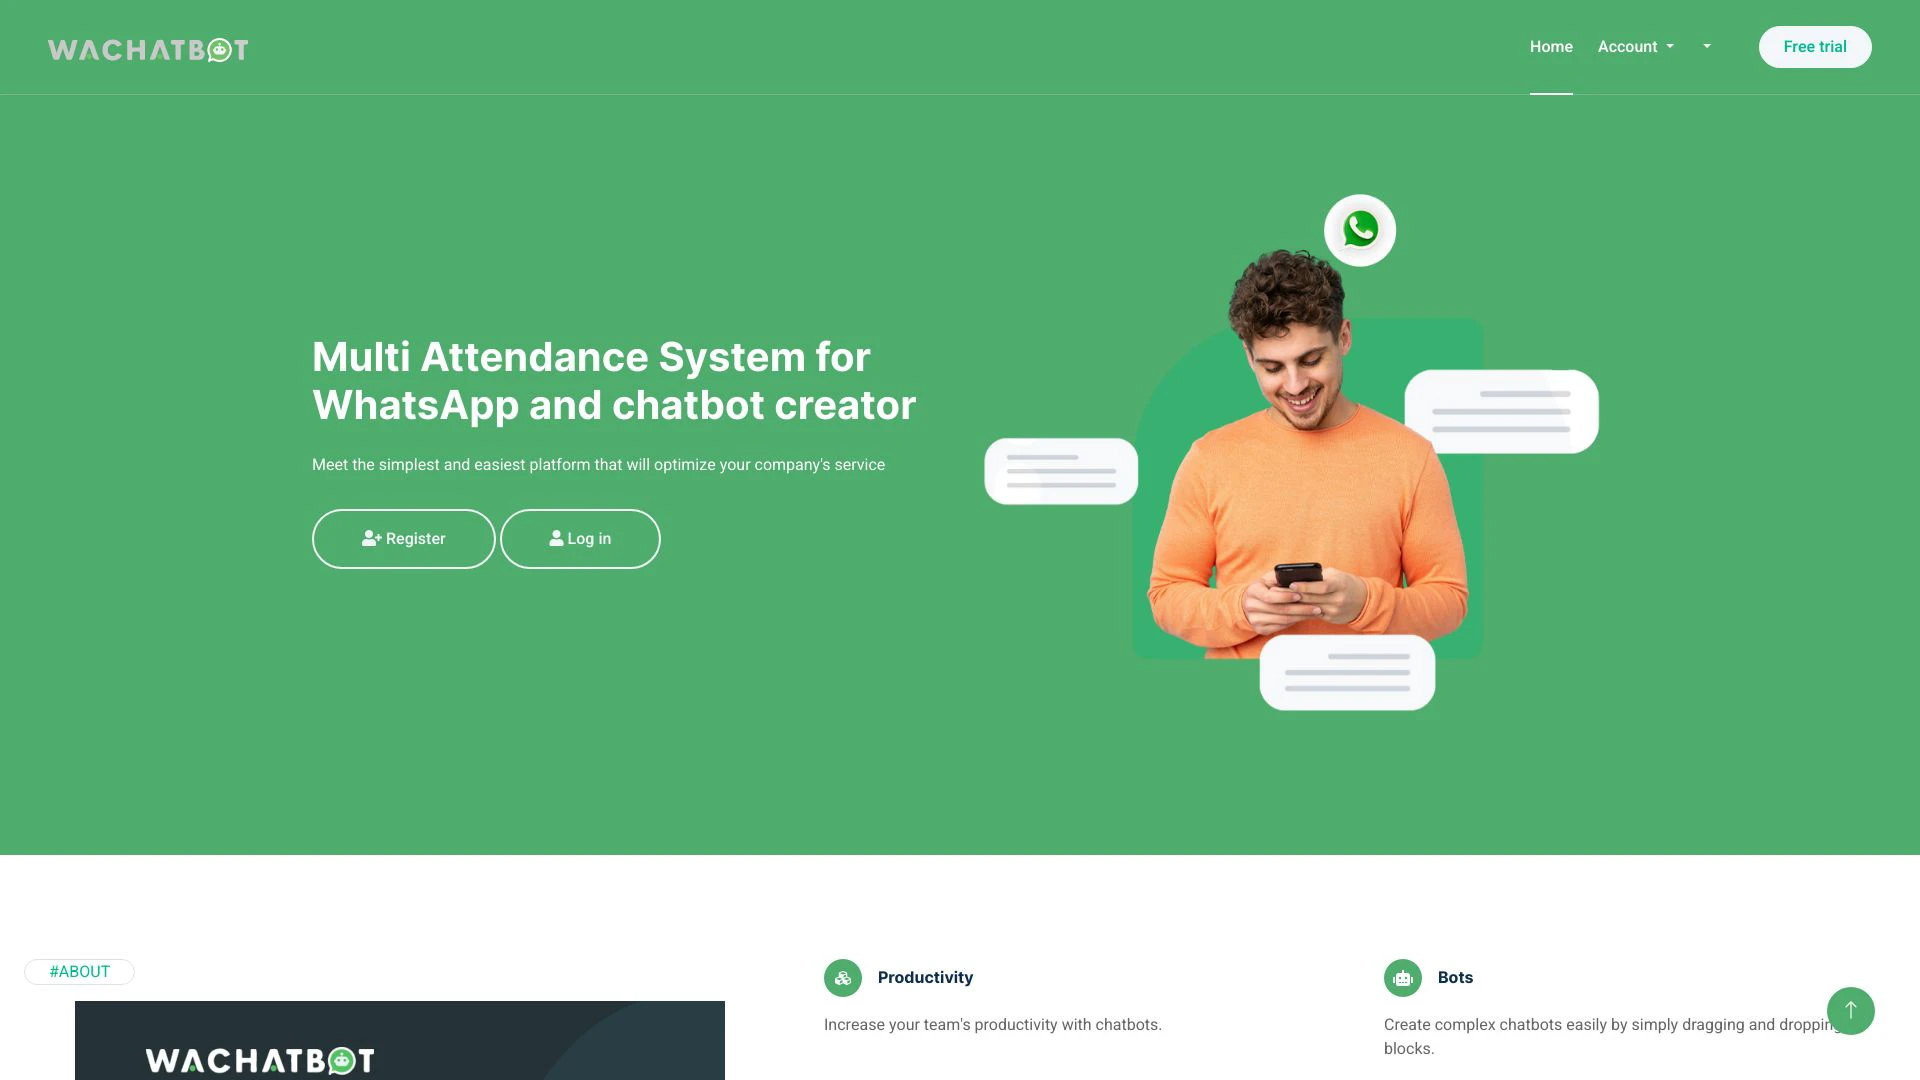 WACHATBOT
Home
Account
Free trial
Multi Attendance System for
WhatsApp and chatbot creator
Meet the simplest and easiest platform that will optimize your company's service
Register
Log in
#ABOUT
WACHATBOT
Productivity
Increase your team's productivity with chatbots.
Bots
Create complex chatbots easily by simply dragging and dropping
blocks.